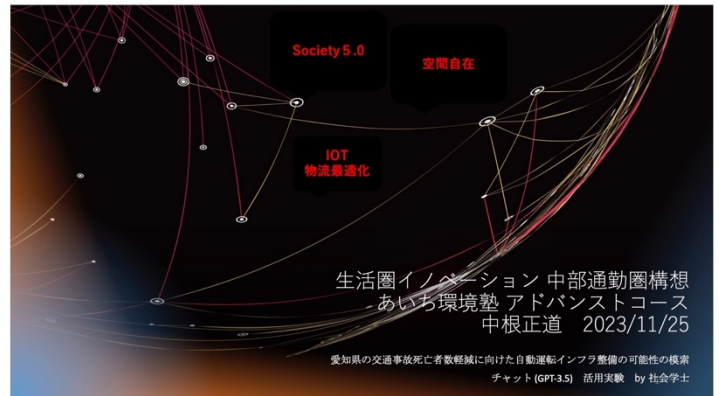 Society 5.0
空間自在
IOT
物流最適化
生活圏イノベーション 中部通勤圏構想
あいち環境塾 アドバンストコース
中根正道　2023/11/25
愛知県の交通事故死亡者数軽減に向けた自動運転インフラ整備の可能性の模索
チャット(GPT-3.5)　活用実験　by 社会学士